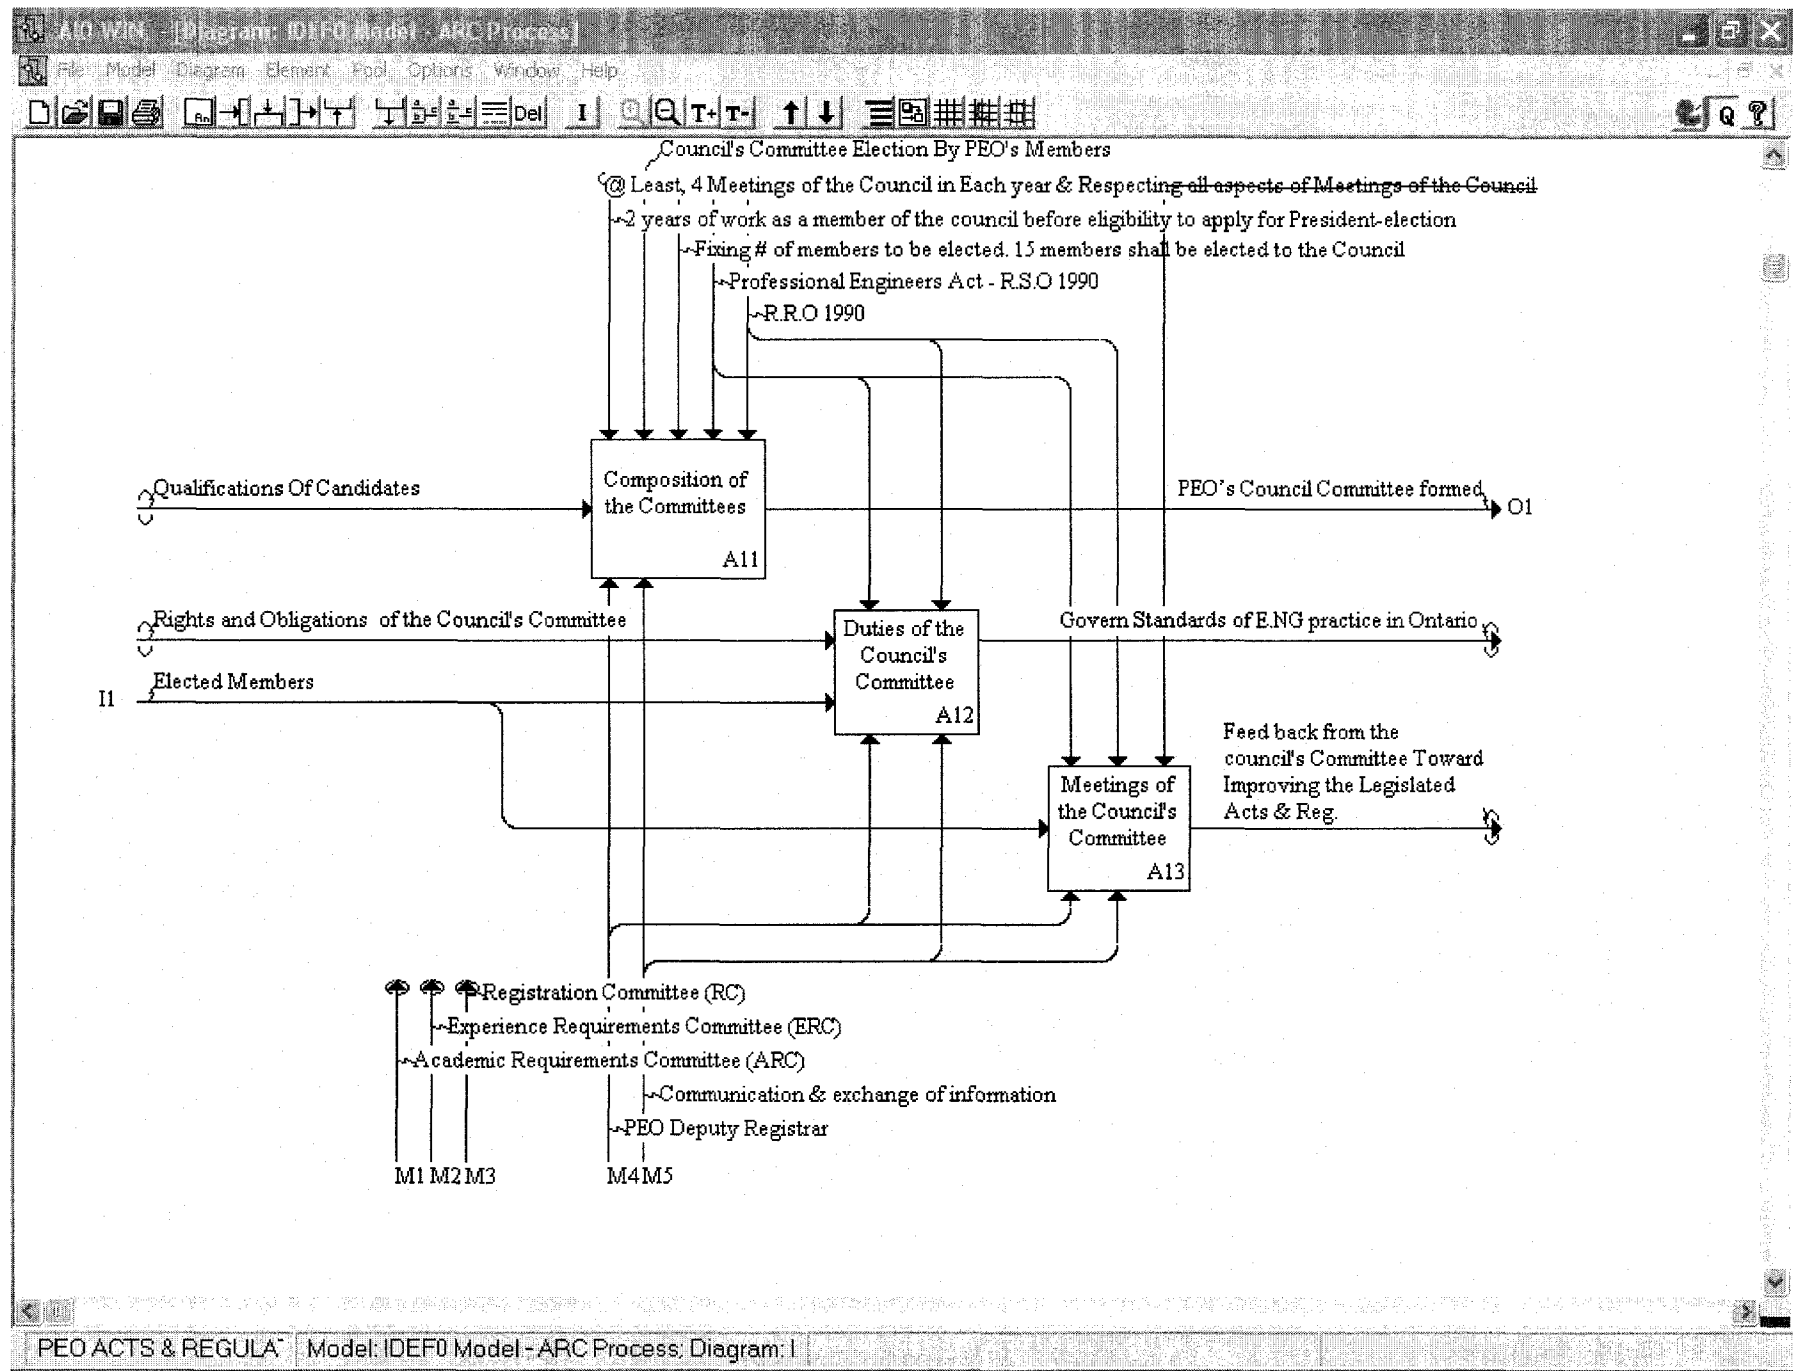 AIO WIN - [Diagram: IDEF0 Model - ARC Process]
File Model Diagram Element Pool Options Window Help
Del I T+ T- Q ?
Council's Committee Election By PEO's Members
@ Least, 4 Meetings of the Council in Each year & Respecting all aspects of Meetings of the Council
2 years of work as a member of the council before eligibility to apply for President-election
Fixing # of members to be elected. 15 members shall be elected to the Council
Professional Engineers Act - R.S.O 1990
R.R.O 1990
Qualifications Of Candidates
Composition of
the Committees
A11
PEO's Council Committee formed
O1
Rights and Obligations of the Council's Committee
Duties of the
Council's
Committee
A12
Govern Standards of E.NG practice in Ontario
I1
Elected Members
Feed back from the
council's Committee Toward
Improving the Legislated
Acts & Reg.
Meetings of
the Council's
Committee
A13
Registration Committee (RC)
Experience Requirements Committee (ERC)
Academic Requirements Committee (ARC)
Communication & exchange of information
PEO Deputy Registrar
M1 M2 M3 M4 M5
PEO ACTS & REGULA Model: IDEF0 Model - ARC Process; Diagram: I